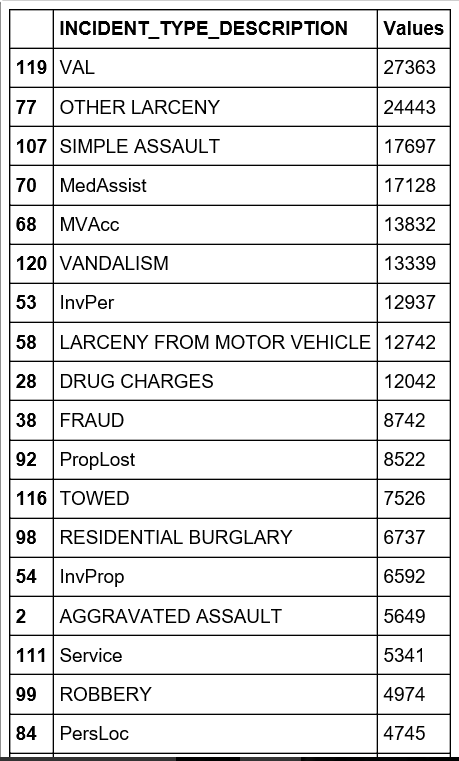 INCIDENT_TYPE_DESCRIPTION Values
119 VAL 27363
77 OTHER LARCENY 24443
107 SIMPLE ASSAULT 17697
70 MedAssist 17128
68 MVAcc 13832
120 VANDALISM 13339
53 InvPer 12937
58 LARCENY FROM MOTOR VEHICLE 12742
28 DRUG CHARGES 12042
38 FRAUD 8742
92 PropLost 8522
116 TOWED 7526
98 RESIDENTIAL BURGLARY 6737
54 InvProp 6592
2 AGGRAVATED ASSAULT 5649
111 Service 5341
99 ROBBERY 4974
84 PersLoc 4745